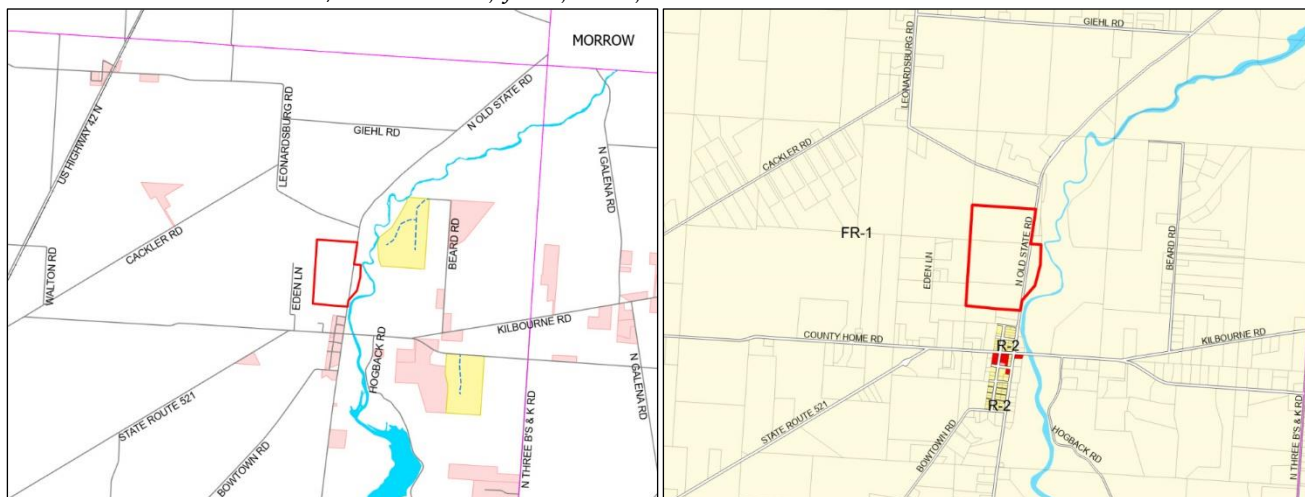 MORROW
US HIGHWAY 42 N
LEONARDSBURG RD
GIEHL RD
N OLD STATE RD
N GALENA RD
CACKLER RD
WALTON RD
EDEN LN
BEARD RD
KILBOURNE RD
HOGBACK RD
STATE ROUTE 521
BOWTOWN RD
N THREE B'S & K RD
N GALENA RD
GIEHL RD
LEONARDSBURG RD
CACKLER RD
FR-1
EDEN LN
N OLD STATE RD
BEARD RD
COUNTY HOME RD
KILBOURNE RD
R-2
STATE ROUTE 521
R-2
BOWTOWN RD
HOGBACK RD
N THREE B'S & K RD